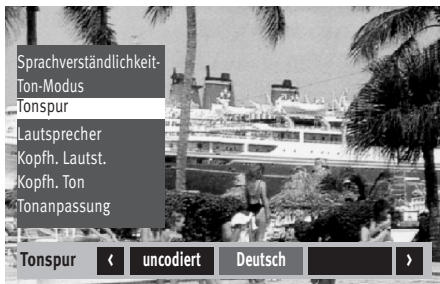 Sprachverständlichkeit-
Ton-Modus
Tonspur
Lautsprecher
Kopfh. Lautst.
Kopfh. Ton
Tonanpassung
Tonspur ‹ uncodiert Deutsch ›